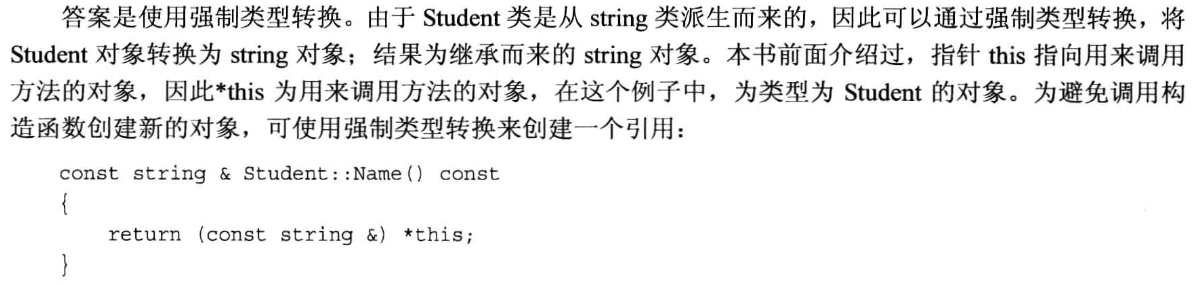 答案是使用强制类型转换。由于 Student 类是从 string 类派生而来的，因此可以通过强制类型转换，将
Student 对象转换为 string 对象；结果为继承而来的 string 对象。本书前面介绍过，指针 this 指向用来调用
方法的对象，因此*this 为用来调用方法的对象，在这个例子中，为类型为 Student 的对象。为避免调用构
造函数创建新的对象，可使用强制类型转换来创建一个引用：
const string & Student::Name() const
{
    return (const string &) *this;
}